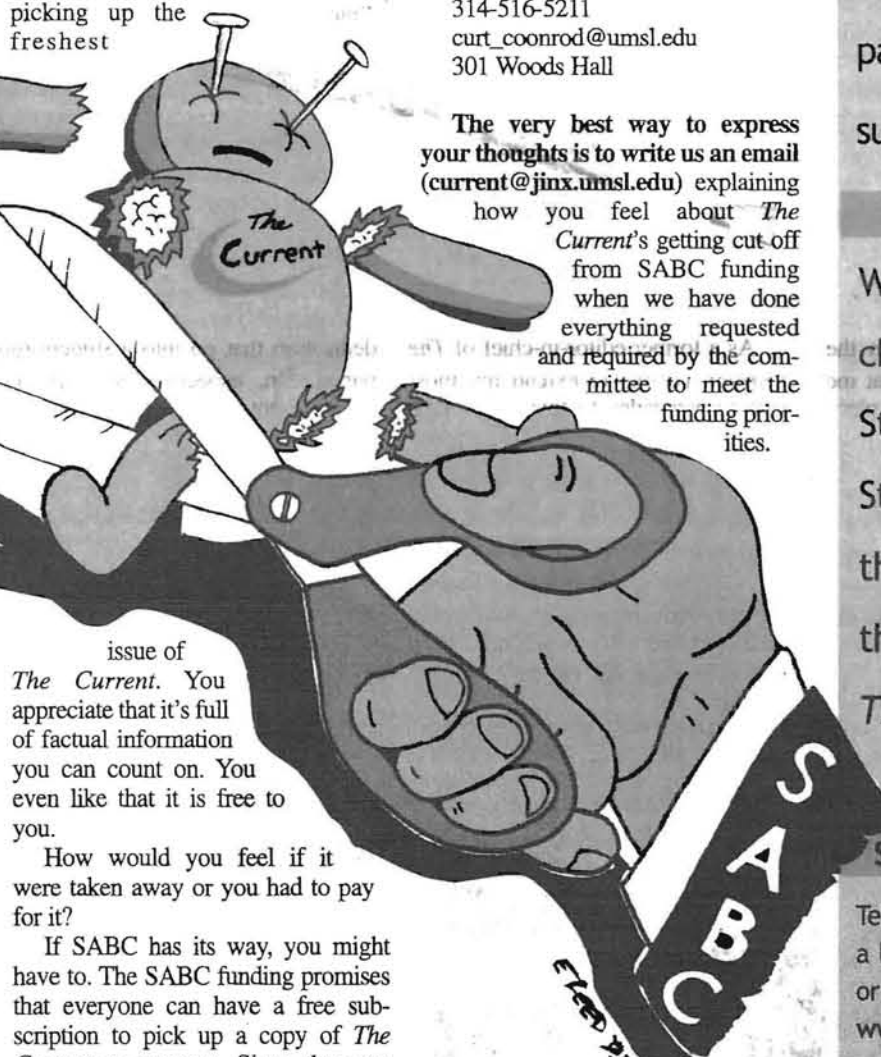 picking up the
freshest
The
Current
issue of
The Current. You
appreciate that it's full
of factual information
you can count on. You
even like that it is free to
you.
How would you feel if it
were taken away or you had to pay
for it?
If SABC has its way, you might
have to. The SABC funding promises
that everyone can have a free sub-
scription to pick up a copy of The
314-516-5211
curt_coonrod@umsl.edu
301 Woods Hall
The very best way to express
your thoughts is to write us an email
(current@jinx.umsl.edu) explaining
how you feel about The
Current's getting cut off
from SABC funding
when we have done
everything requested
and required by the com-
mittee to meet the
funding prior-
ities.
SABC